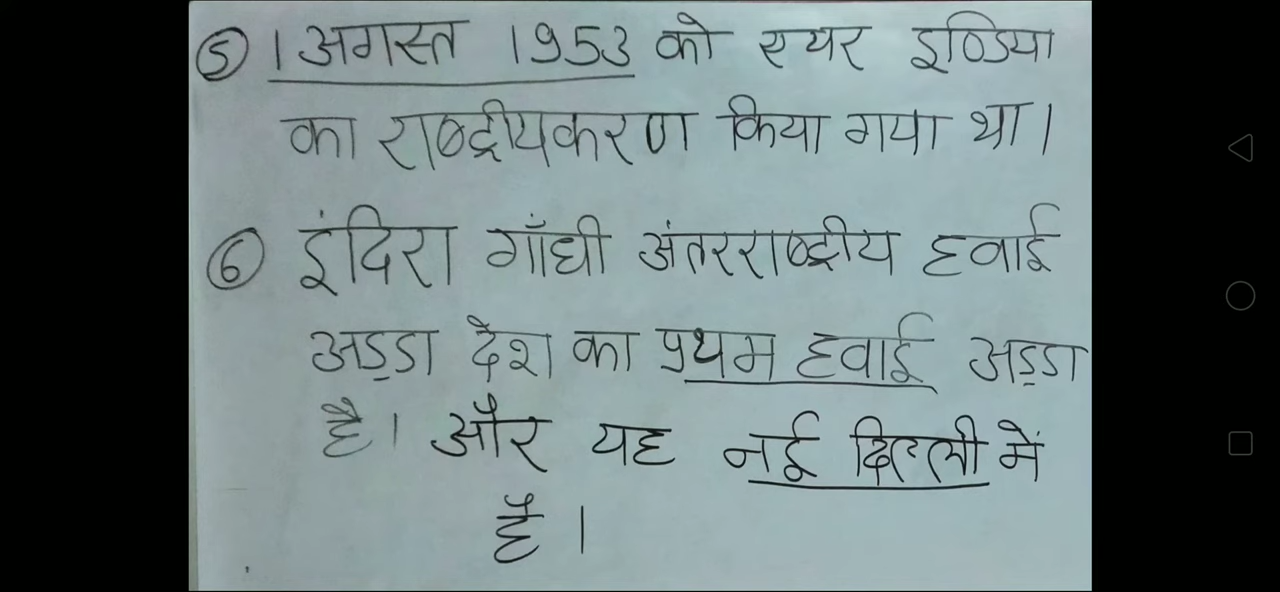 ⑤ 1 अगस्त 1953 को एयर इण्डिया
का राष्ट्रीयकरण किया गया था।
⑥ इंदिरा गाँधी अंतरराष्ट्रीय हवाई
अड्डा देश का प्रथम हवाई अड्डा
है। और यह नई दिल्ली में
है।